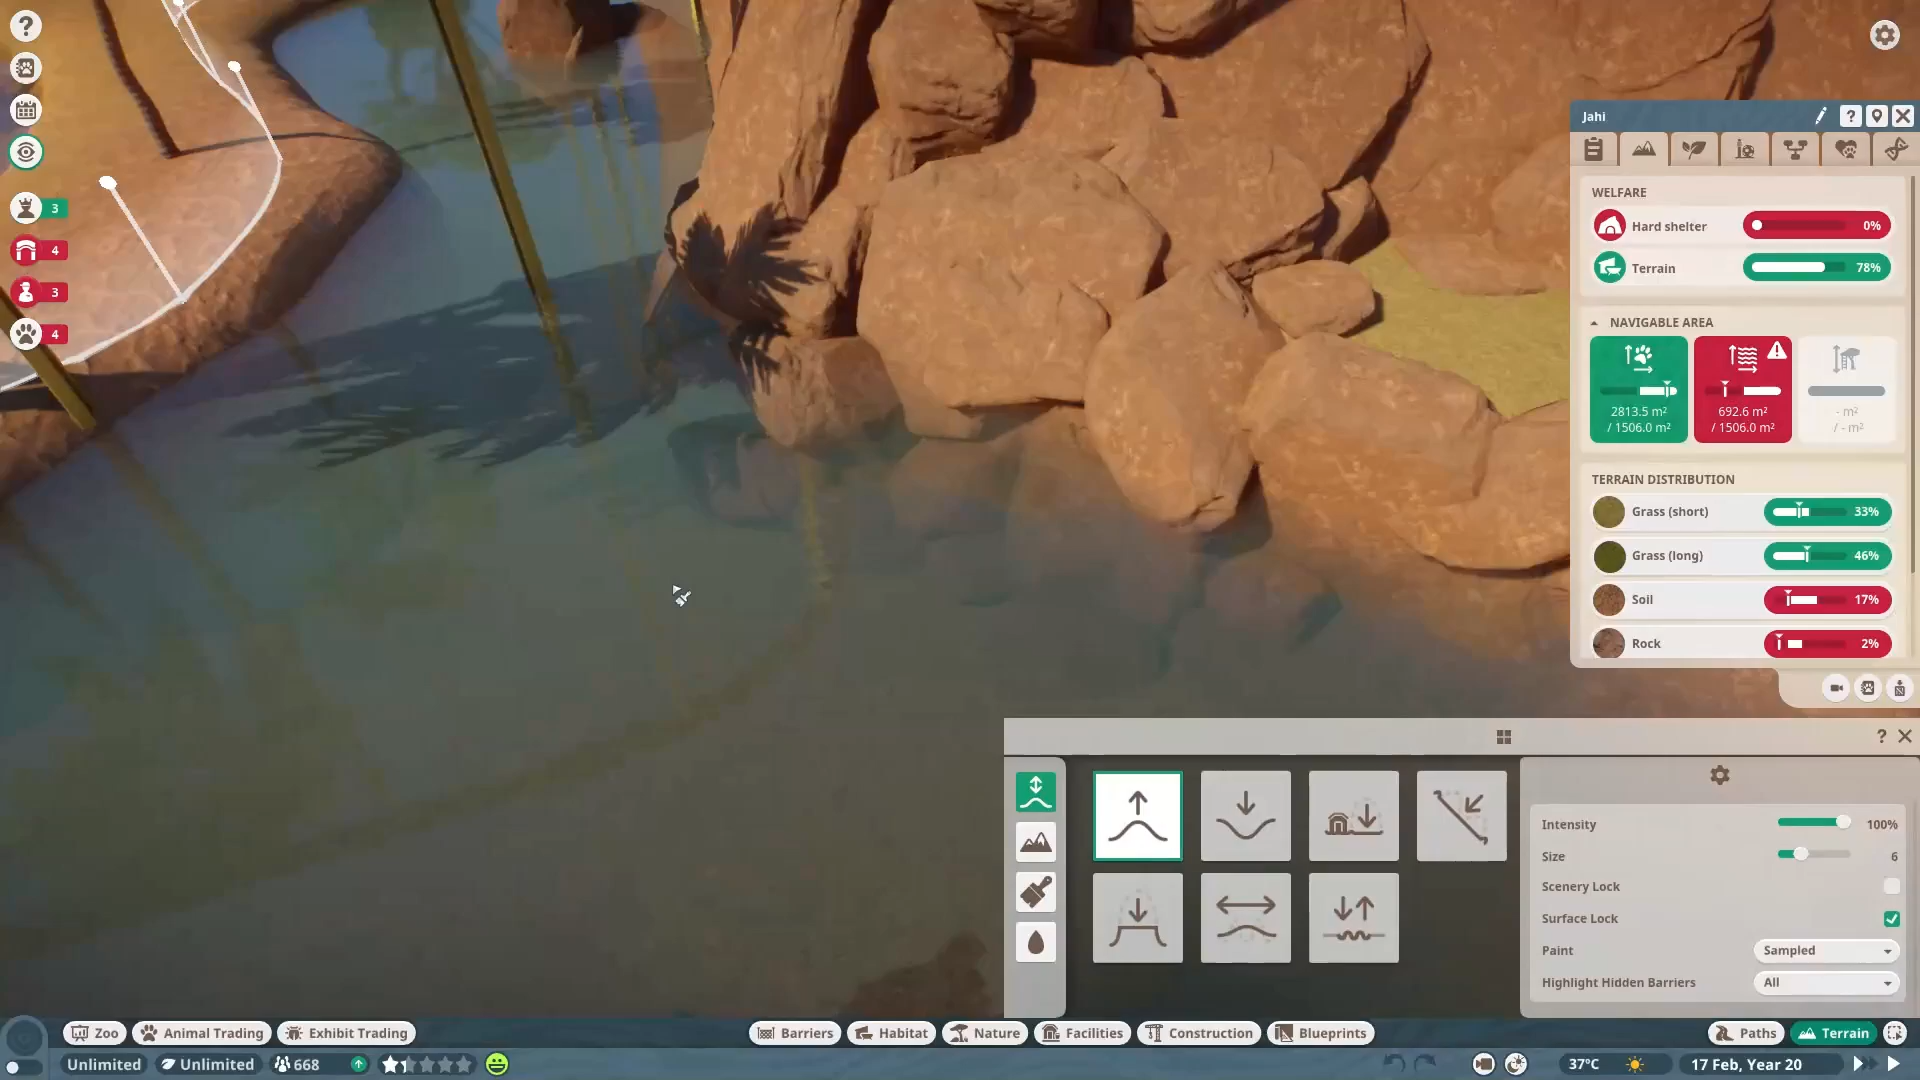 ?
3
4
3
4
Jahi
?
WELFARE
Hard shelter 0%
Terrain 78%
NAVIGABLE AREA
2813.5 m²
/ 1506.0 m²
692.6 m²
/ 1506.0 m²
- m²
/ - m²
TERRAIN DISTRIBUTION
Grass (short) 33%
Grass (long) 46%
Soil 17%
Rock 2%
?
Intensity 100%
Size 6
Scenery Lock
Surface Lock
Paint Sampled
Highlight Hidden Barriers All
Zoo Animal Trading Exhibit Trading Barriers Habitat Nature Facilities Construction Blueprints Paths Terrain
Unlimited Unlimited 668 37°C 17 Feb, Year 20